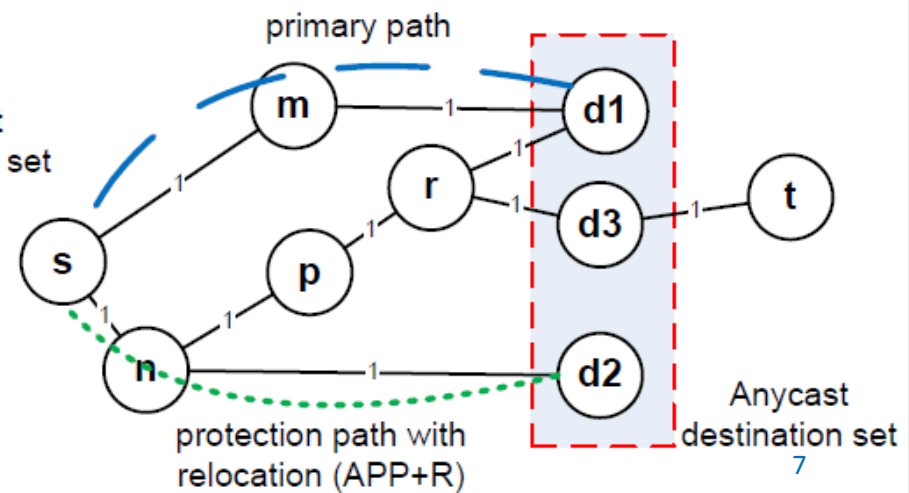 primary path
m
1
d1
t
set
1
1
r
1
d3
1
t
s
1
p
1
1
n
1
d2
protection path with
relocation (APP+R)
Anycast
destination set
7